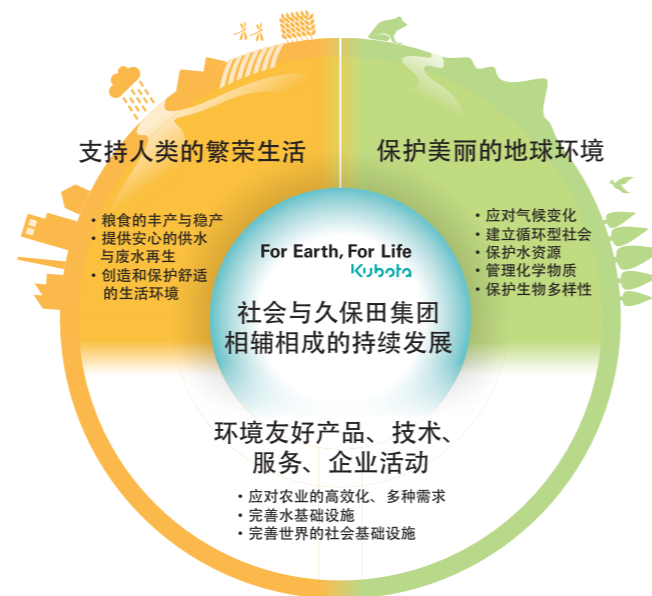 支持人类的繁荣生活
• 粮食的丰产与稳产
• 提供安心的供水
与废水再生
• 创造和保护舒适
的生活环境
保护美丽的地球环境
• 应对气候变化
• 建立循环型社会
• 保护水资源
• 管理化学物质
• 保护生物多样性
For Earth, For Life
Kubota
社会与久保田集团
相辅相成的持续发展
环境友好产品、技术、
服务、企业活动
• 应对农业的高效化、多种需求
• 完善水基础设施
• 完善世界的社会基础设施